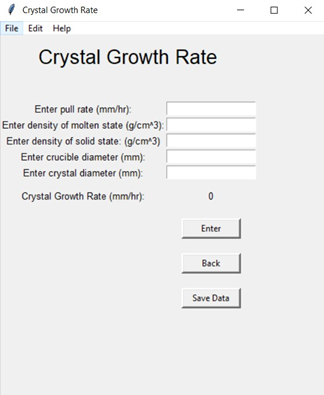 Crystal Growth Rate
File Edit Help
Crystal Growth Rate
Enter pull rate (mm/hr):
Enter density of molten state (g/cm^3):
Enter density of solid state: (g/cm^3)
Enter crucible diameter (mm):
Enter crystal diameter (mm):
Crystal Growth Rate (mm/hr): 0
Enter
Back
Save Data